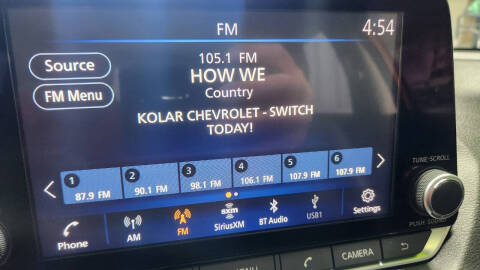 FM
4:54
Source
105.1 FM
HOW WE
FM Menu
Country
KOLAR CHEVROLET - SWITCH
TODAY!
1 2 3 4 5 6
87.9 FM 90.1 FM 98.1 FM 106.1 FM 107.9 FM 107.9 FM
Phone AM FM SXM SiriusXM BT Audio USB1 Settings
TUNE·SCROLL
PUSH SOUND
MENU
CAMERA